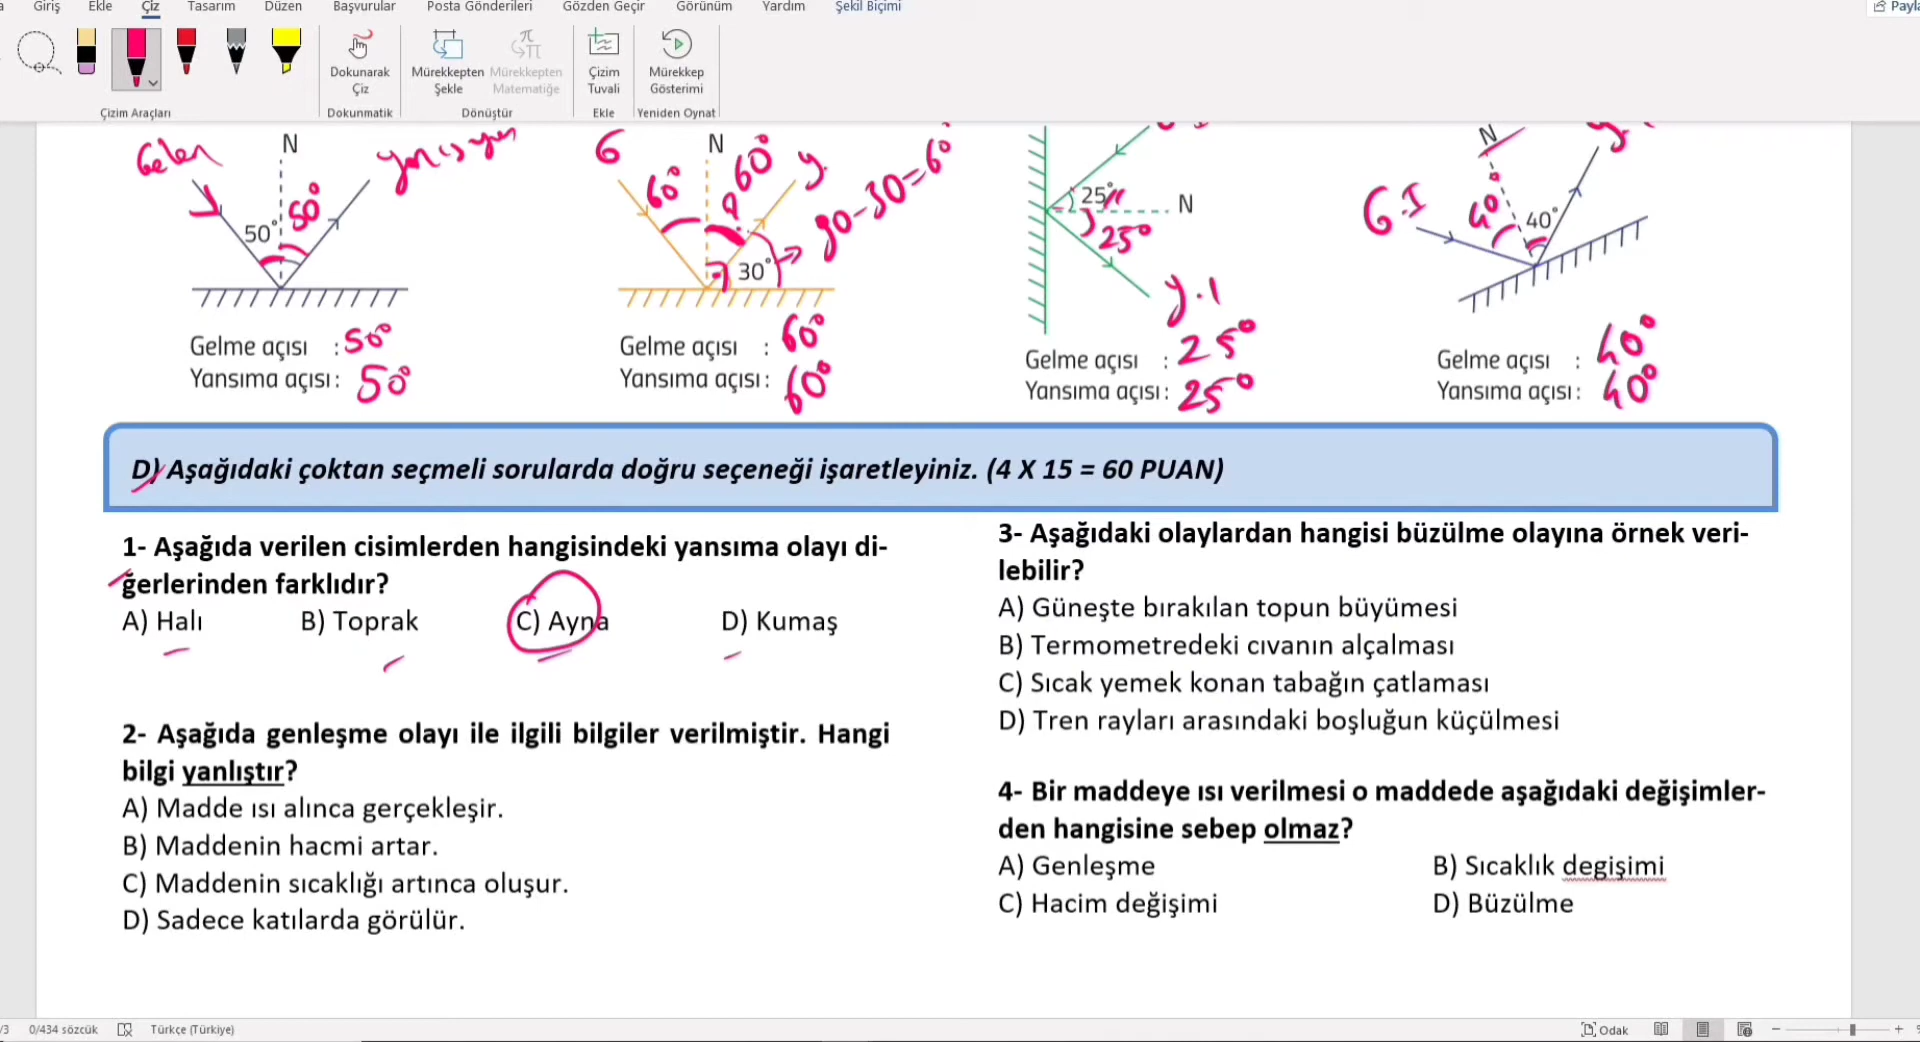 Giriş Ekle Çiz Tasarım Düzen Başvurular Posta Gönderileri Gözden Geçir Görünüm Yardım Şekil Biçimi
Dokunarak Çiz
Mürekkepten Şekle
Mürekkepten Matematiğe
Çizim Tuvali
Mürekkep Gösterimi
Çizim Araçları Dokunmatik Dönüştür Ekle Yeniden Oynat
Gelen N yansıyan
50° 50°
Gelme açısı : 50°
Yansıma açısı: 50°
G N y.
60° 60° ?
30° 90-30=60°
Gelme açısı : 60°
Yansıma açısı: 60°
25° N
25°
y.I
Gelme açısı : 25°
Yansıma açısı: 25°
N
G.I 40° 40°
Gelme açısı : 40°
Yansıma açısı: 40°
D) Aşağıdaki çoktan seçmeli sorularda doğru seçeneği işaretleyiniz. (4 X 15 = 60 PUAN)
1- Aşağıda verilen cisimlerden hangisindeki yansıma olayı di-
ğerlerinden farklıdır?
A) Halı B) Toprak C) Ayna D) Kumaş
2- Aşağıda genleşme olayı ile ilgili bilgiler verilmiştir. Hangi
bilgi yanlıştır?
A) Madde ısı alınca gerçekleşir.
B) Maddenin hacmi artar.
C) Maddenin sıcaklığı artınca oluşur.
D) Sadece katılarda görülür.
3- Aşağıdaki olaylardan hangisi büzülme olayına örnek veri-
lebilir?
A) Güneşte bırakılan topun büyümesi
B) Termometredeki cıvanın alçalması
C) Sıcak yemek konan tabağın çatlaması
D) Tren rayları arasındaki boşluğun küçülmesi
4- Bir maddeye ısı verilmesi o maddede aşağıdaki değişimler-
den hangisine sebep olmaz?
A) Genleşme B) Sıcaklık degişimi
C) Hacim değişimi D) Büzülme
/3 0/434 sözcük Türkçe (Türkiye) Odak